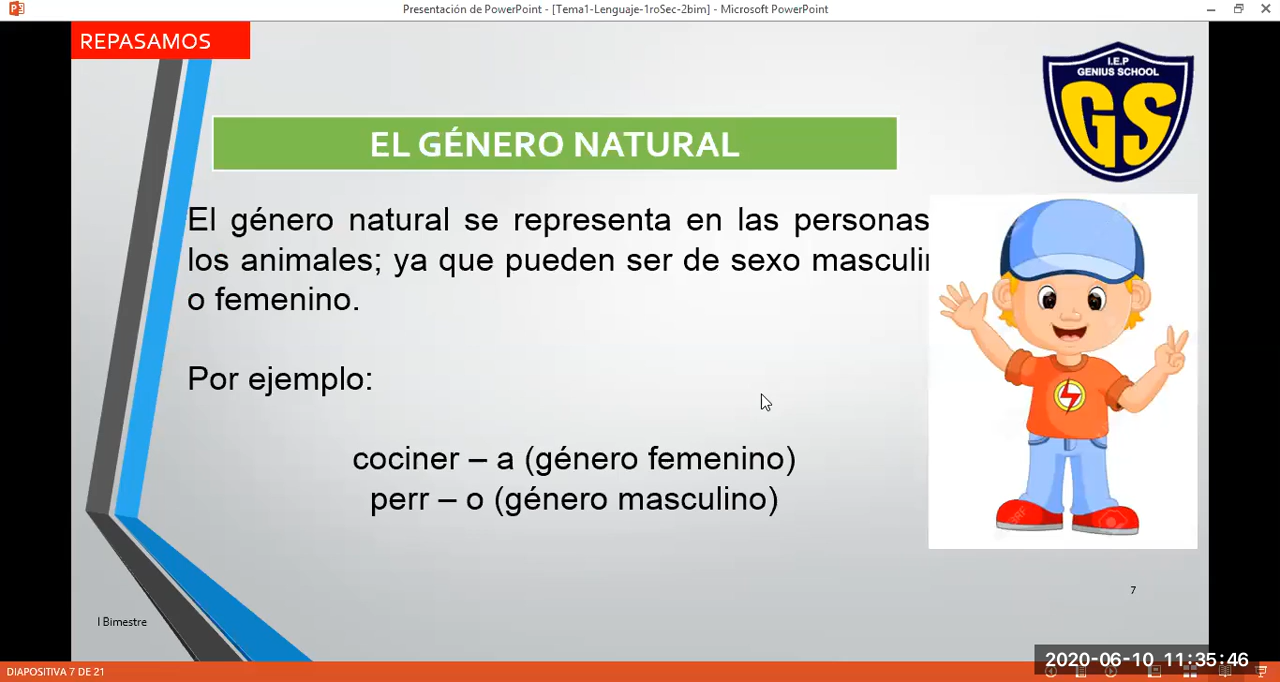 Presentación de PowerPoint - [Tema1-Lenguaje-1roSec-2bim] - Microsoft PowerPoint
REPASAMOS
I.E.P
GENIUS SCHOOL
GS
EL GÉNERO NATURAL
El género natural se representa en las personas
los animales; ya que pueden ser de sexo
o femenino.
Por ejemplo:
cociner – a (género femenino)
perr – o (género masculino)
7
I Bimestre
2020-06-10 11:35:46
DIAPOSITIVA 7 DE 21